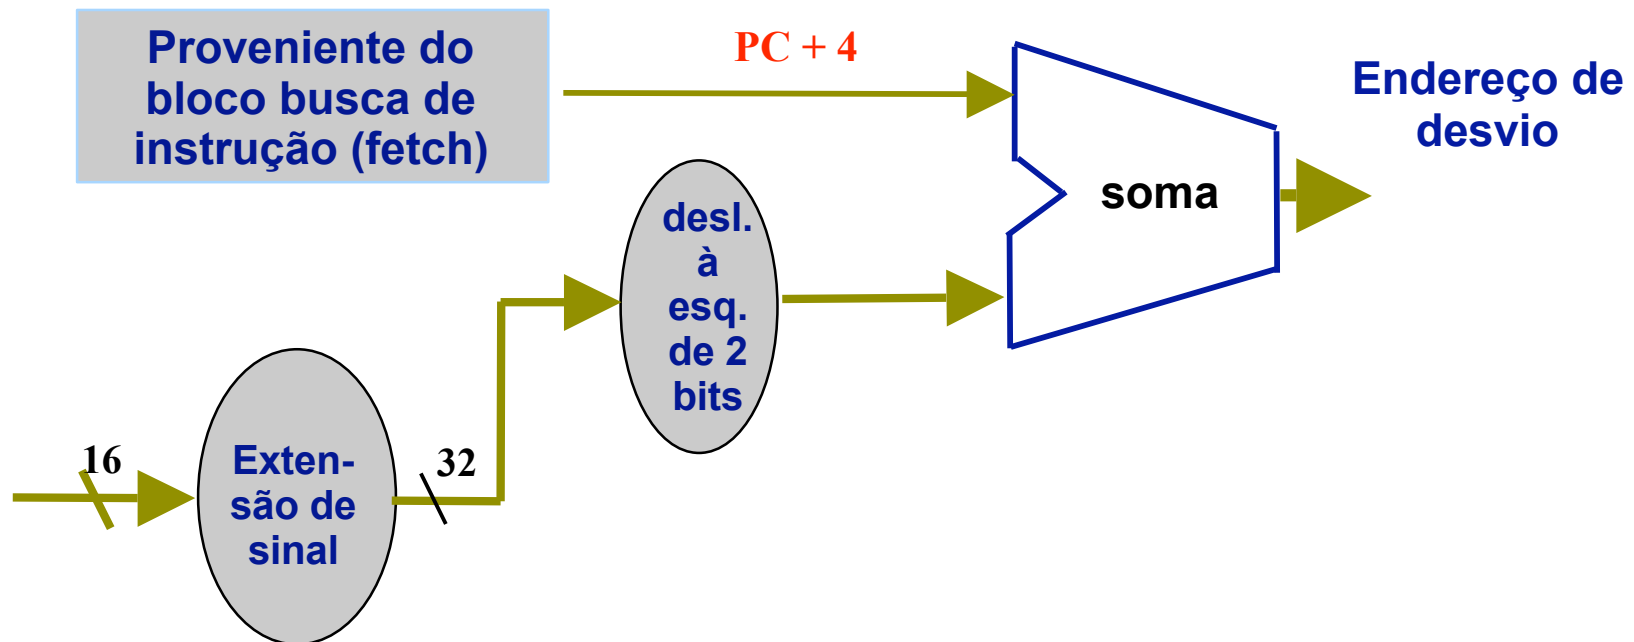 Proveniente do
bloco busca de
instrução (fetch)
PC + 4
Endereço de
desvio
soma
desl.
à
esq.
de 2
bits
16
Exten-
são de
sinal
32